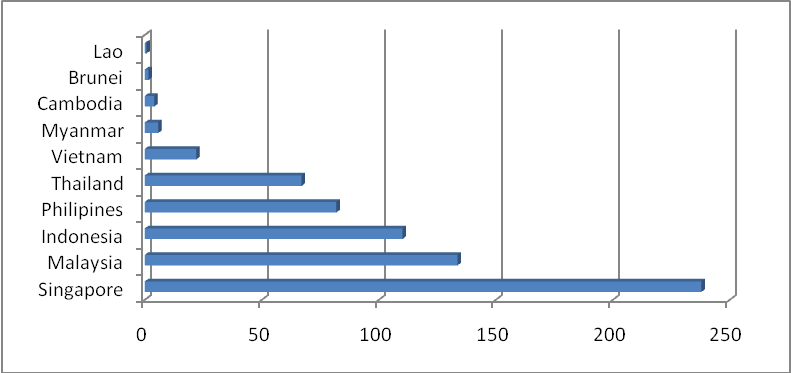 Lao
Brunei
Cambodia
Myanmar
Vietnam
Thailand
Philipines
Indonesia
Malaysia
Singapore
0 50 100 150 200 250